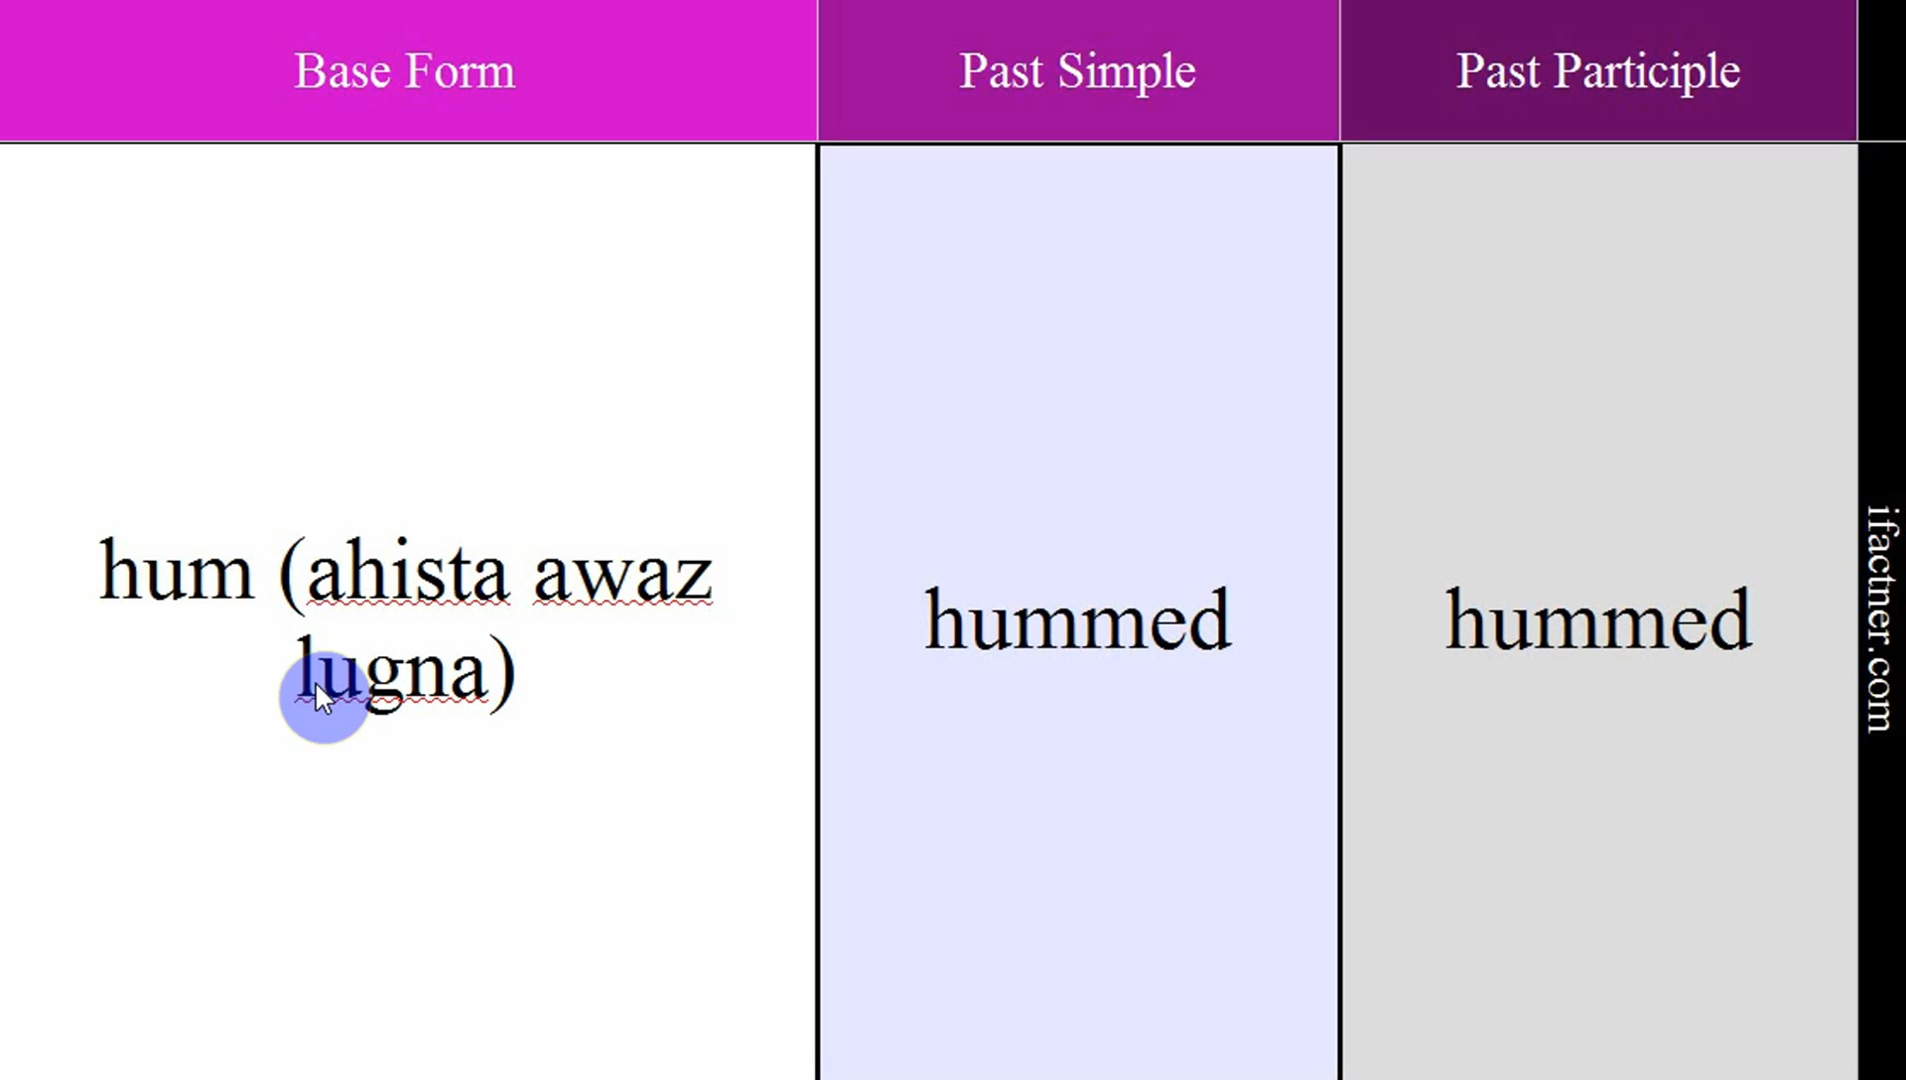 Base Form
Past Simple
Past Participle
hum (ahista awaz
lugna)
hummed
hummed
ifactner.com